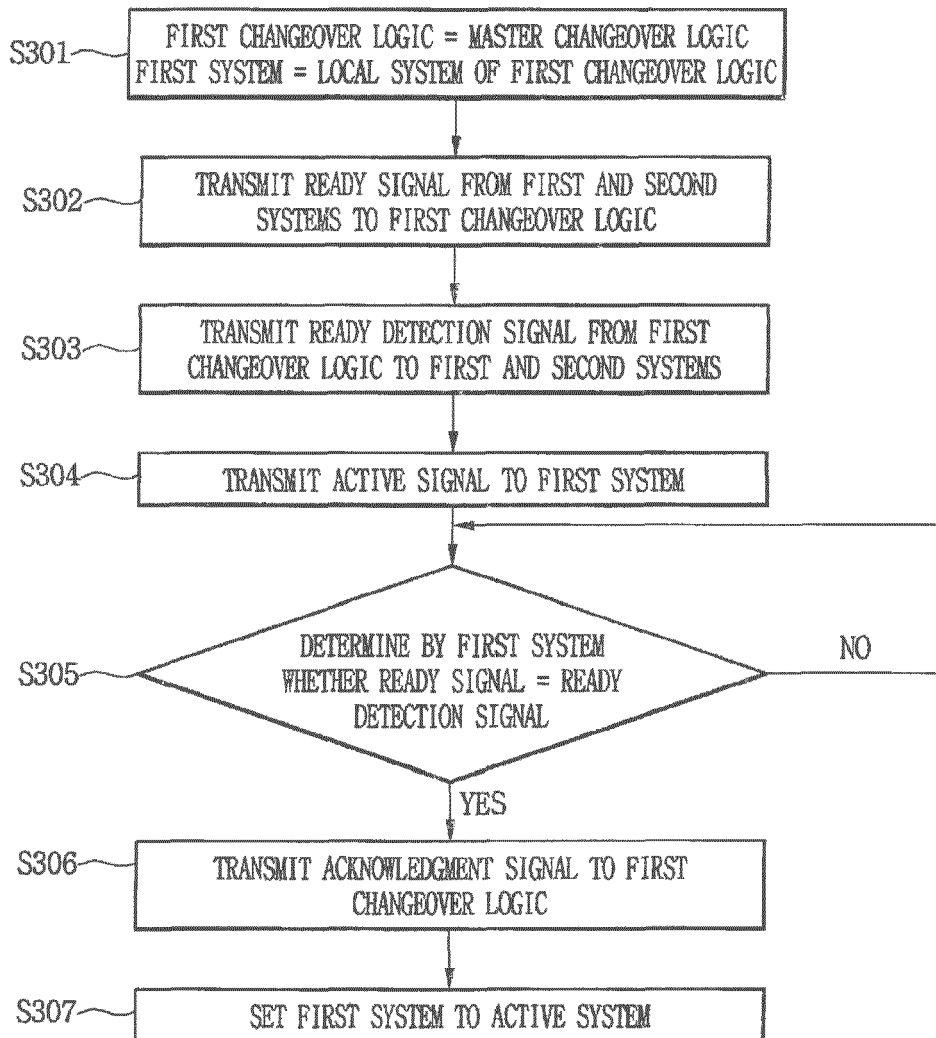 S301
FIRST CHANGEOVER LOGIC = MASTER CHANGEOVER LOGIC
FIRST SYSTEM = LOCAL SYSTEM OF FIRST CHANGEOVER LOGIC
S302
TRANSMIT READY SIGNAL FROM FIRST AND SECOND
SYSTEMS TO FIRST CHANGEOVER LOGIC
S303
TRANSMIT READY DETECTION SIGNAL FROM FIRST
CHANGEOVER LOGIC TO FIRST AND SECOND SYSTEMS
S304
TRANSMIT ACTIVE SIGNAL TO FIRST SYSTEM
S305
DETERMINE BY FIRST SYSTEM
WHETHER READY SIGNAL = READY
DETECTION SIGNAL
NO
YES
S306
TRANSMIT ACKNOWLEDGMENT SIGNAL TO FIRST
CHANGEOVER LOGIC
S307
SET FIRST SYSTEM TO ACTIVE SYSTEM